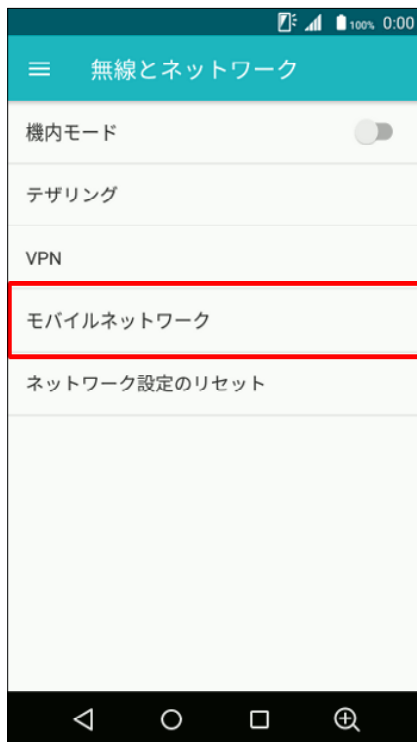 100% 0:00
無線とネットワーク
機内モード
テザリング
VPN
モバイルネットワーク
ネットワーク設定のリセット